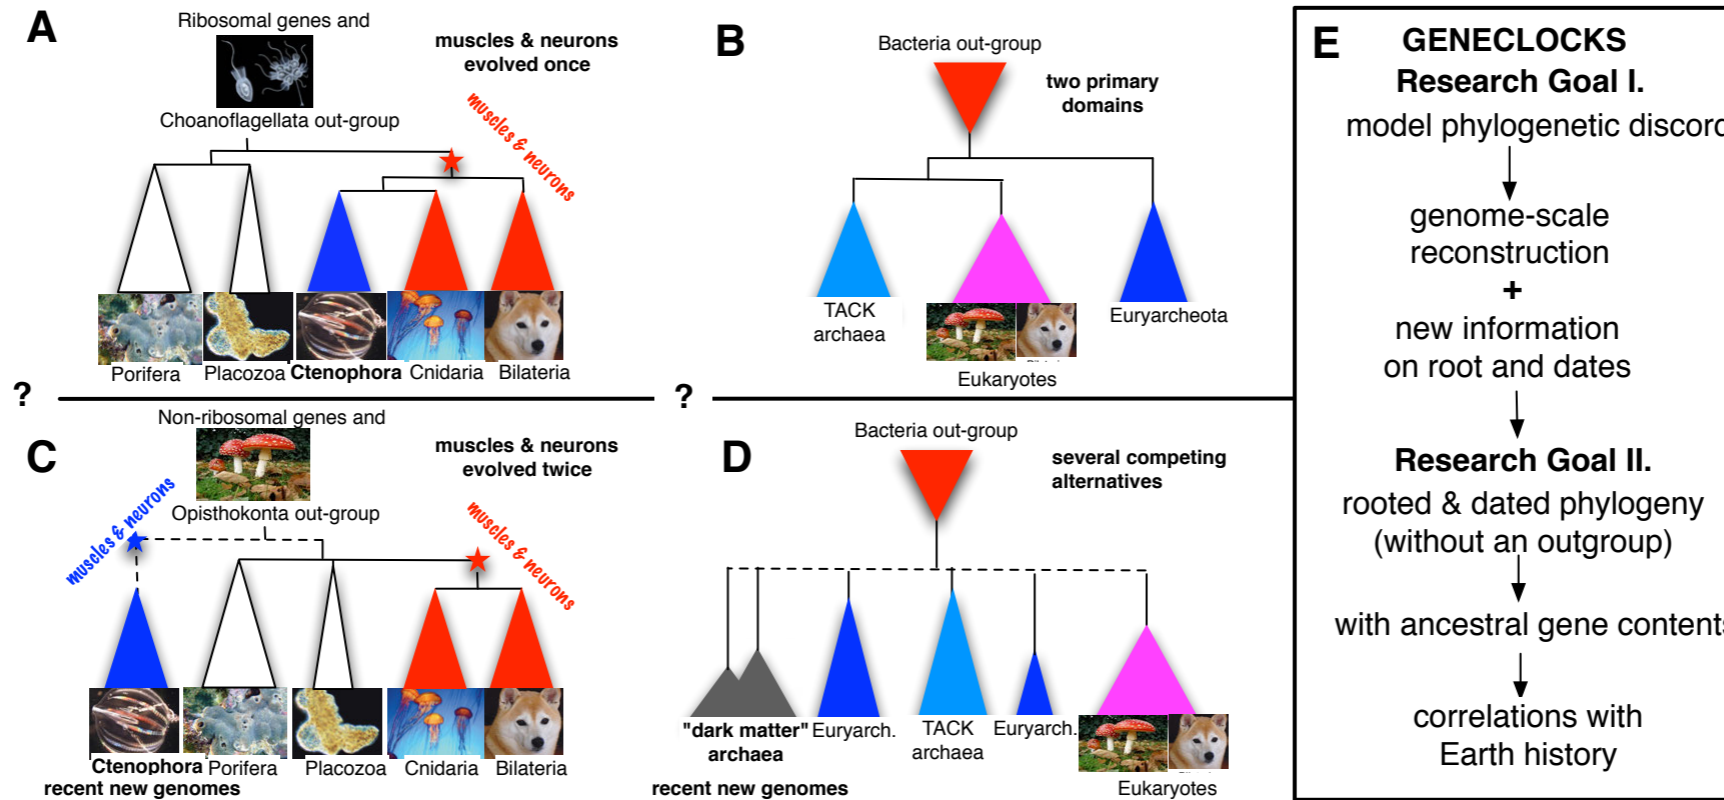 A
Ribosomal genes and
Choanoflagellata out-group
muscles & neurons
evolved once
muscles & neurons
Porifera
Placozoa
Ctenophora
Cnidaria
Bilateria
?
B
Bacteria out-group
two primary
domains
TACK
archaea
Eukaryotes
Euryarcheota
?
C
Non-ribosomal genes and
Opisthokonta out-group
muscles & neurons
evolved twice
muscles & neurons
muscles & neurons
Ctenophora
Porifera
Placozoa
Cnidaria
Bilateria
recent new genomes
D
Bacteria out-group
several competing
alternatives
"dark matter"
archaea
Euryarch.
TACK
archaea
Euryarch.
Eukaryotes
recent new genomes
E
GENECLOCKS
Research Goal I.
model phylogenetic discord
genome-scale
reconstruction
+
new information
on root and dates
Research Goal II.
rooted & dated phylogeny
(without an outgroup)
with ancestral gene contents
correlations with
Earth history